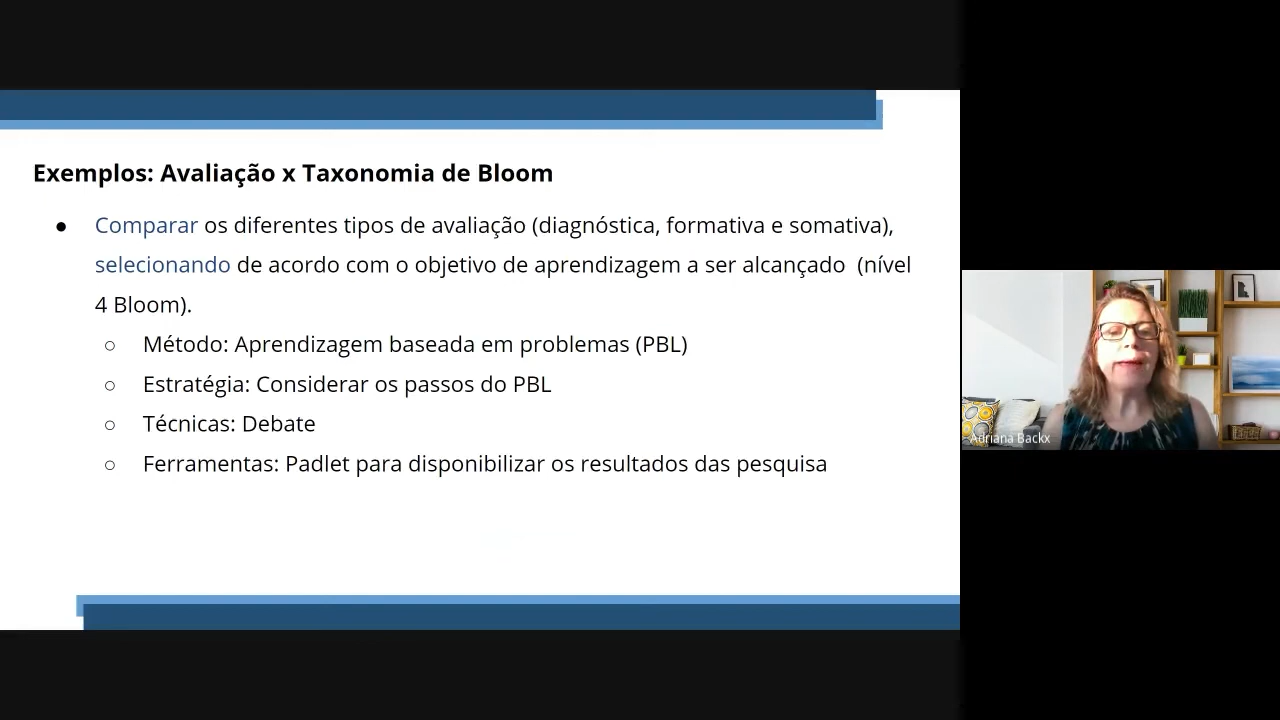 Exemplos: Avaliação x Taxonomia de Bloom
● Comparar os diferentes tipos de avaliação (diagnóstica, formativa e somativa),
selecionando de acordo com o objetivo de aprendizagem a ser alcançado (nível
4 Bloom).
○ Método: Aprendizagem baseada em problemas (PBL)
○ Estratégia: Considerar os passos do PBL
○ Técnicas: Debate
○ Ferramentas: Padlet para disponibilizar os resultados das pesquisa
Adriana Backx